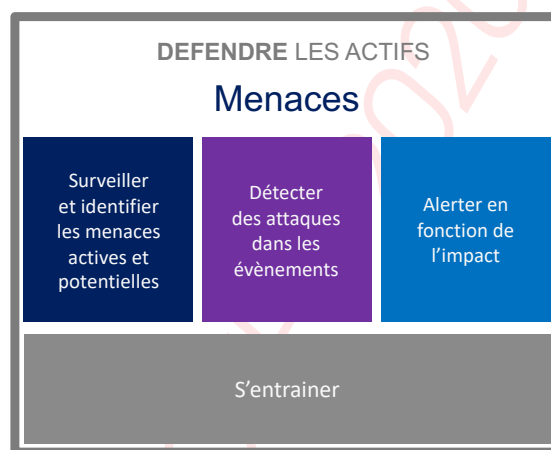 DEFENDRE LES ACTIFS
Menaces
Surveiller
et identifier
les menaces
actives et
potentielles
Détecter
des attaques
dans les
évènements
Alerter en
fonction de
l’impact
S’entrainer